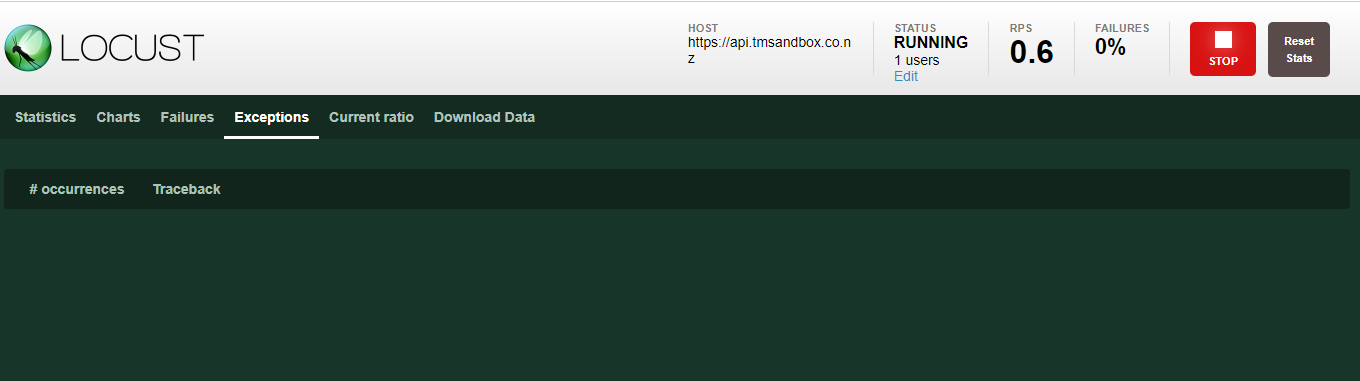 LOCUST
HOST
https://api.tmsandbox.co.n
z
STATUS
RUNNING
1 users
Edit
RPS
0.6
FAILURES
0%
STOP
Reset
Stats
Statistics Charts Failures Exceptions Current ratio Download Data
# occurrences Traceback